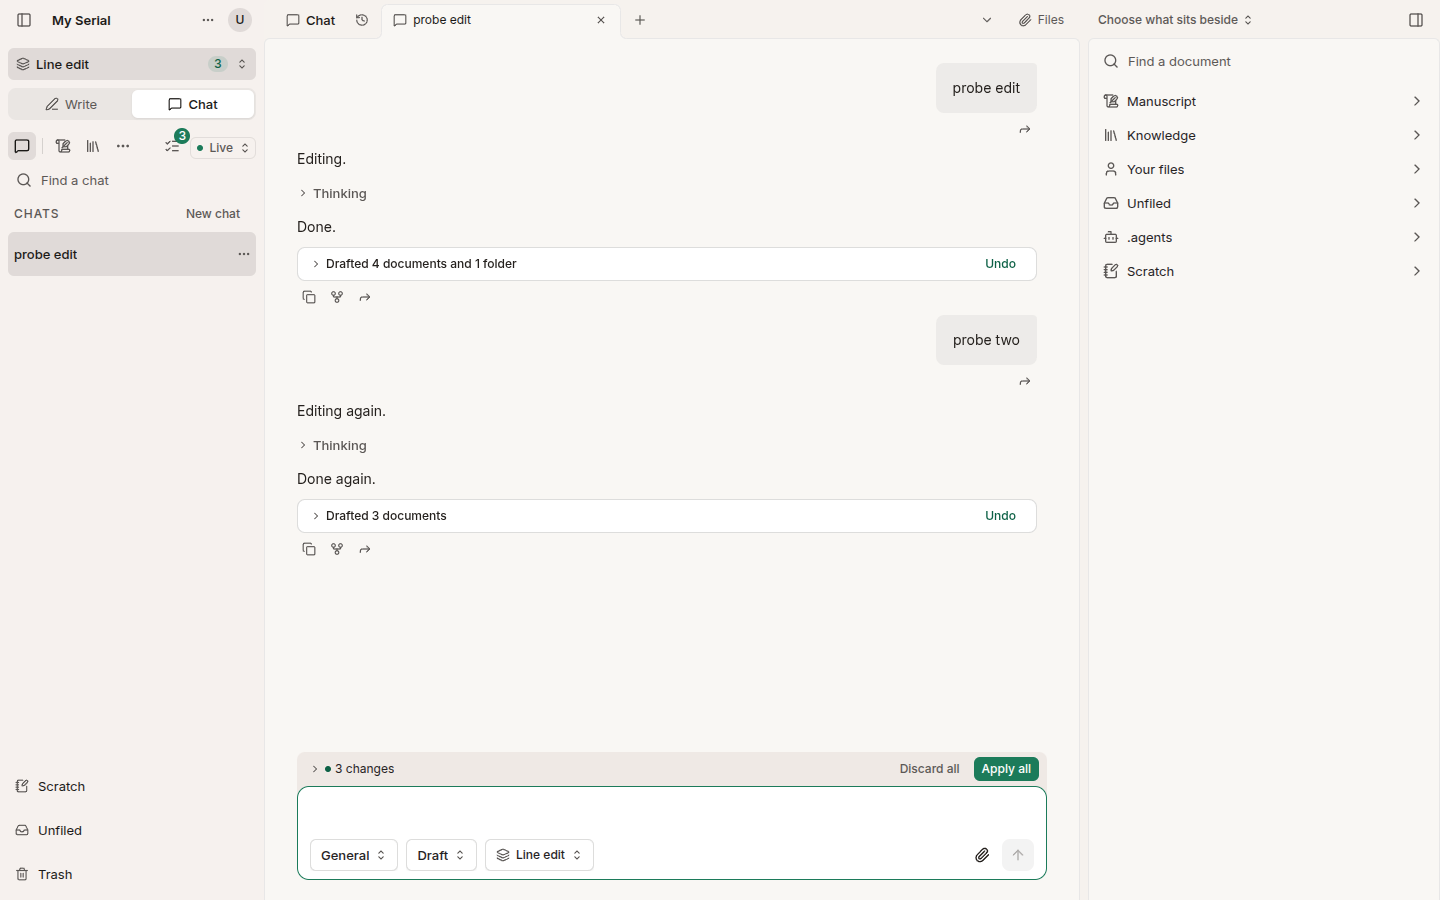 My Serial
U
Line edit
3
Write
Chat
3
Live
Find a chat
CHATS
New chat
probe edit
Scratch
Unfiled
Trash
Chat
probe edit
Files
probe edit
Editing.
Thinking
Done.
Drafted 4 documents and 1 folder
Undo
probe two
Editing again.
Thinking
Done again.
Drafted 3 documents
Undo
3 changes
Discard all
Apply all
General
Draft
Line edit
Choose what sits beside
Find a document
Manuscript
Knowledge
Your files
Unfiled
.agents
Scratch